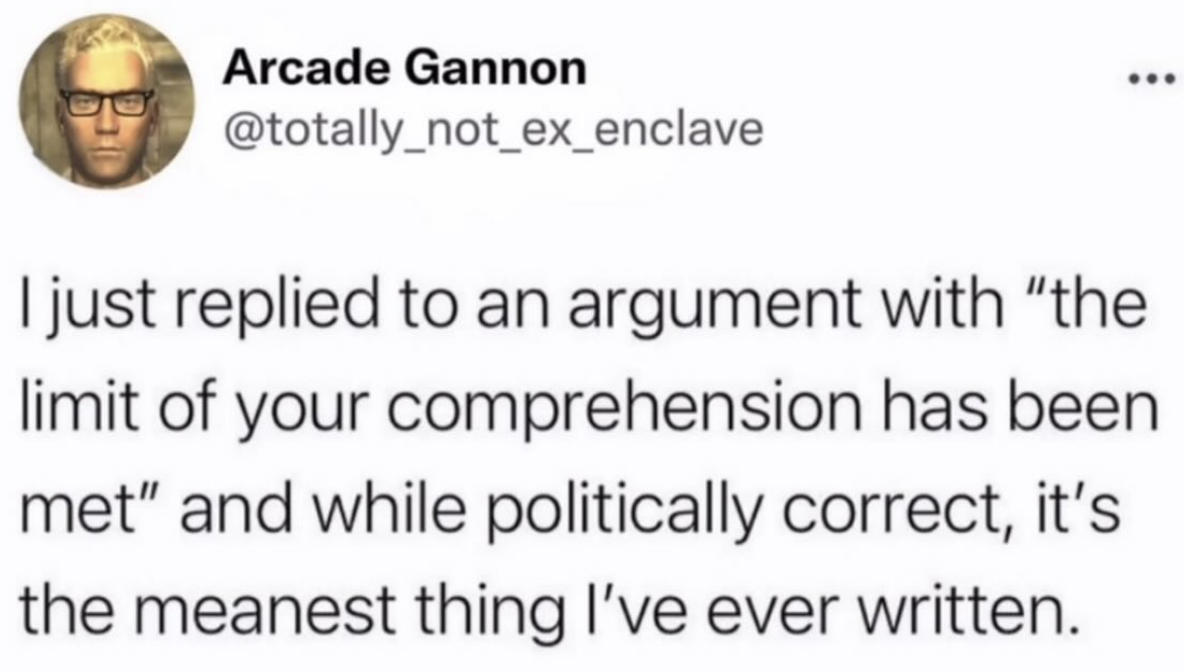 Arcade Gannon
@totally_not_ex_enclave
I just replied to an argument with “the
limit of your comprehension has been
met” and while politically correct, it’s
the meanest thing I’ve ever written.